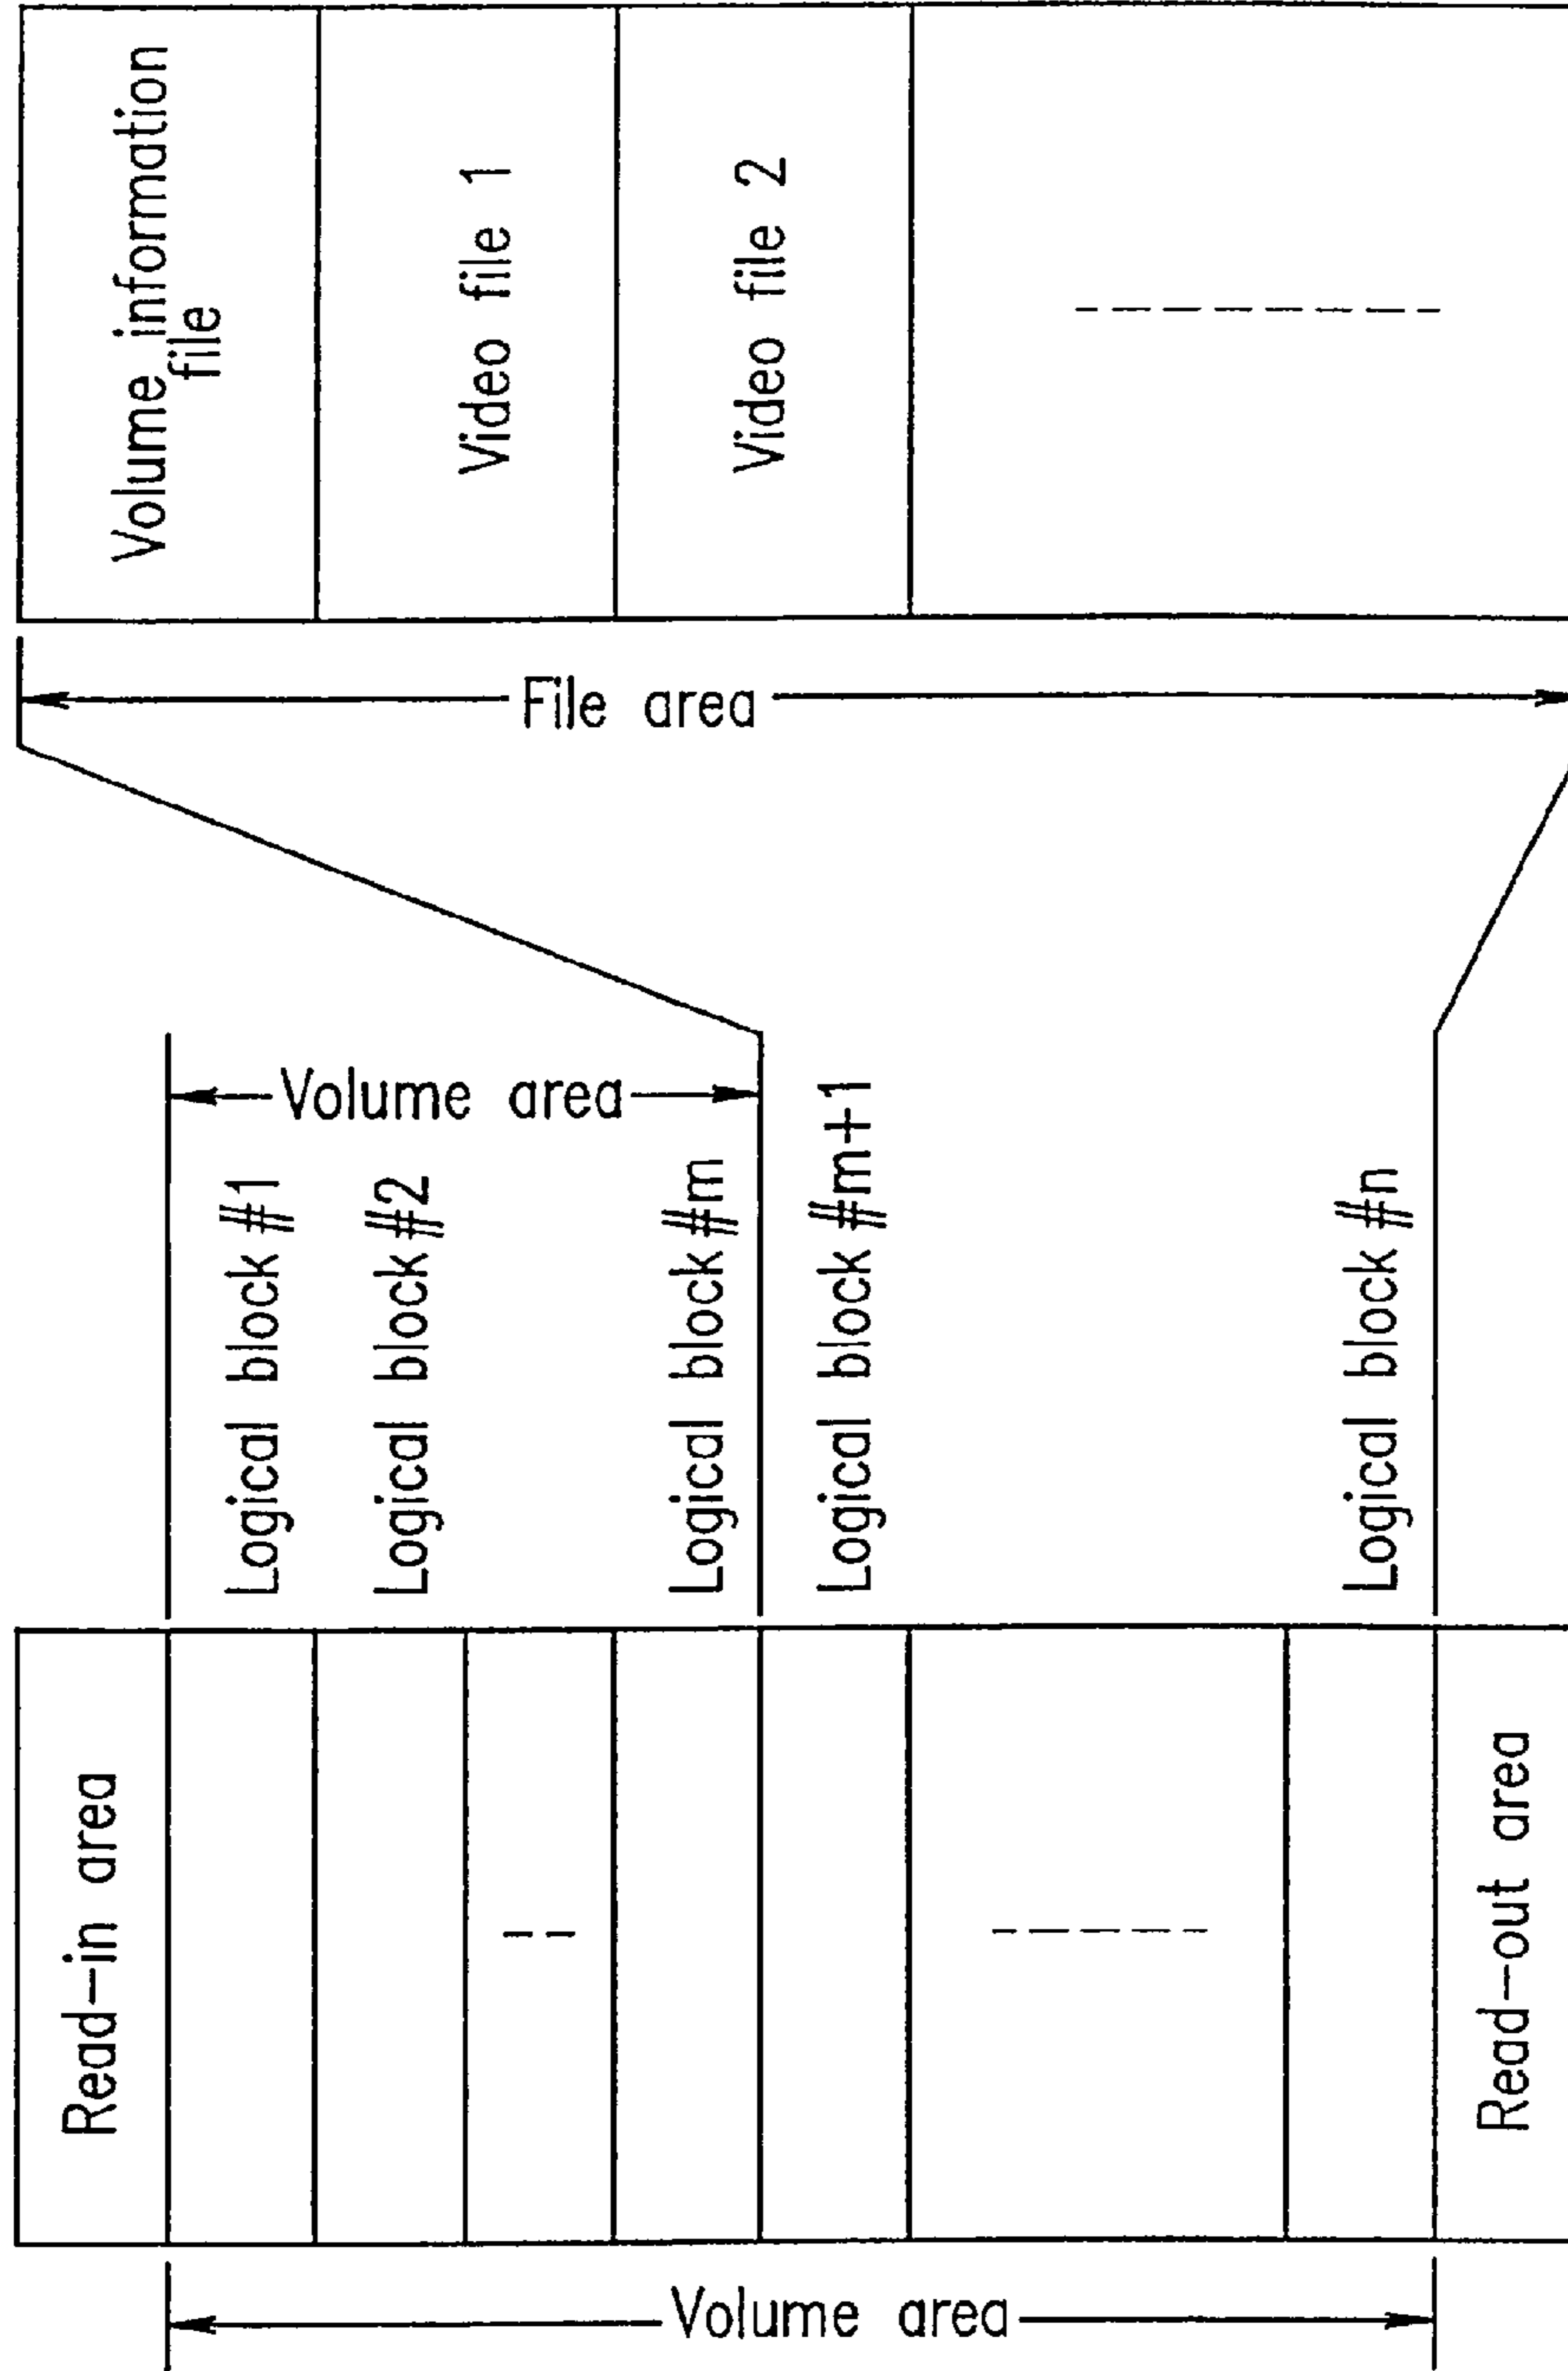 Volume area
Read-in area
Read-out area
Logical block #1
Logical block #2
Logical block #m
Logical block #m+1
Logical block #n
Volume area
File area
Volume information
file
Video file 1
Video file 2